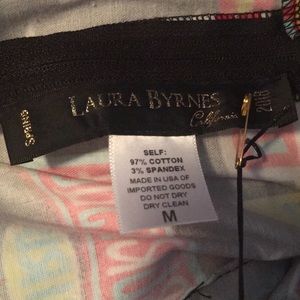 SPRING
LAURA BYRNES
California
SELF:
97% COTTON
3% SPANDEX
MADE IN USA OF
IMPORTED GOODS
DO NOT DRY
DRY CLEAN
M